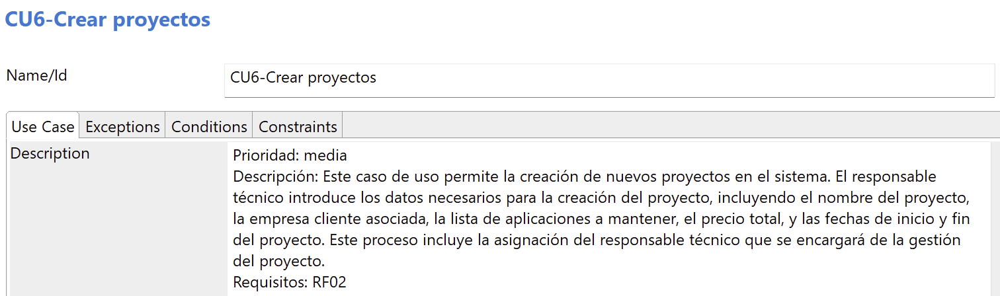 CU6-Crear proyectos
Name/Id
CU6-Crear proyectos
Use Case Exceptions Conditions Constraints
Description
Prioridad: media
Descripción: Este caso de uso permite la creación de nuevos proyectos en el sistema. El responsable
técnico introduce los datos necesarios para la creación del proyecto, incluyendo el nombre del proyecto,
la empresa cliente asociada, la lista de aplicaciones a mantener, el precio total, y las fechas de inicio y fin
del proyecto. Este proceso incluye la asignación del responsable técnico que se encargará de la gestión
del proyecto.
Requisitos: RF02